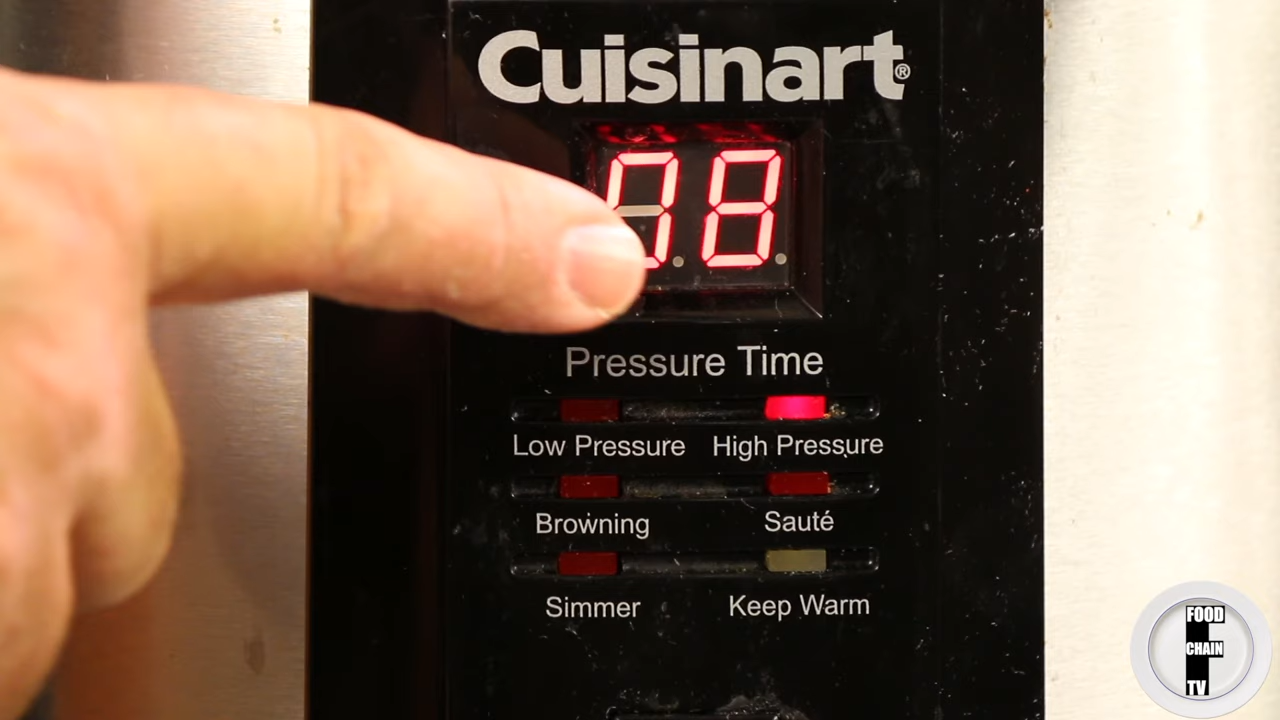 Cuisinart®
08
Pressure Time
Low Pressure High Pressure
Browning Sauté
Simmer Keep Warm
FOOD
CHAIN
TV